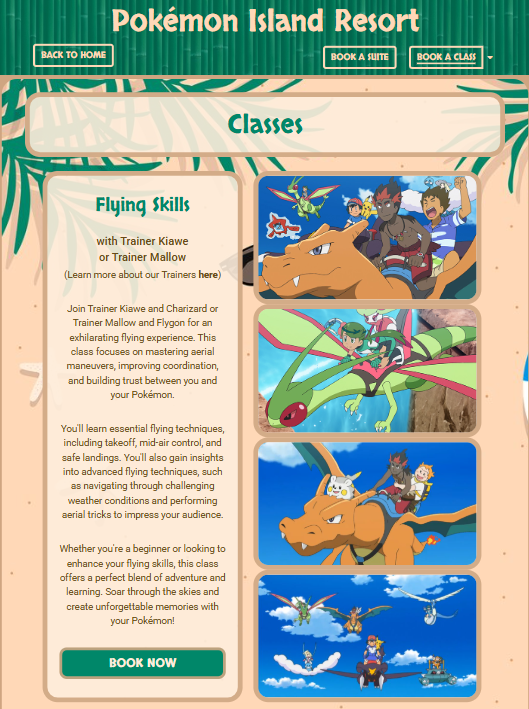 Pokémon Island Resort
BACK TO HOME
BOOK A SUITE
BOOK A CLASS
Classes
Flying Skills
with Trainer Kiawe
or Trainer Mallow
(Learn more about our Trainers here)
Join Trainer Kiawe and Charizard or
Trainer Mallow and Flygon for an
exhilarating flying experience. This
class focuses on mastering aerial
maneuvers, improving coordination,
and building trust between you and
your Pokémon.
You'll learn essential flying techniques,
including takeoff, mid-air control, and
safe landings. You'll also gain insights
into advanced flying techniques, such
as navigating through challenging
weather conditions and performing
aerial tricks to impress your audience.
Whether you're a beginner or looking to
enhance your flying skills, this class
offers a perfect blend of adventure and
learning. Soar through the skies and
create unforgettable memories with
your Pokémon!
BOOK NOW